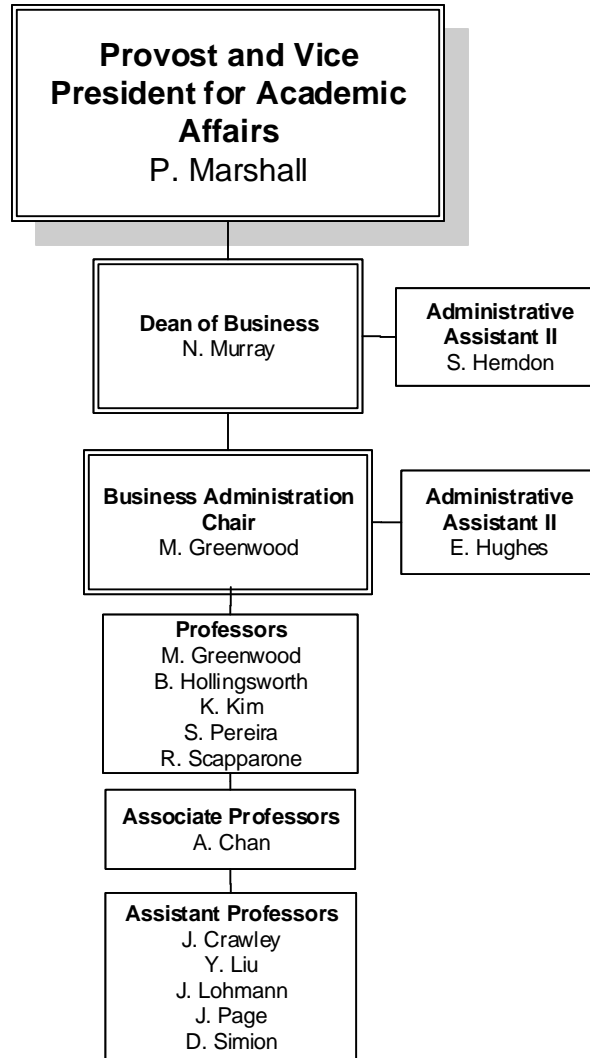 Provost and Vice
President for Academic
Affairs
P. Marshall
Dean of Business
N. Murray
Administrative
Assistant II
S. Herndon
Business Administration
Chair
M. Greenwood
Administrative
Assistant II
E. Hughes
Professors
M. Greenwood
B. Hollingsworth
K. Kim
S. Pereira
R. Scapparone
Associate Professors
A. Chan
Assistant Professors
J. Crawley
Y. Liu
J. Lohmann
J. Page
D. Simion